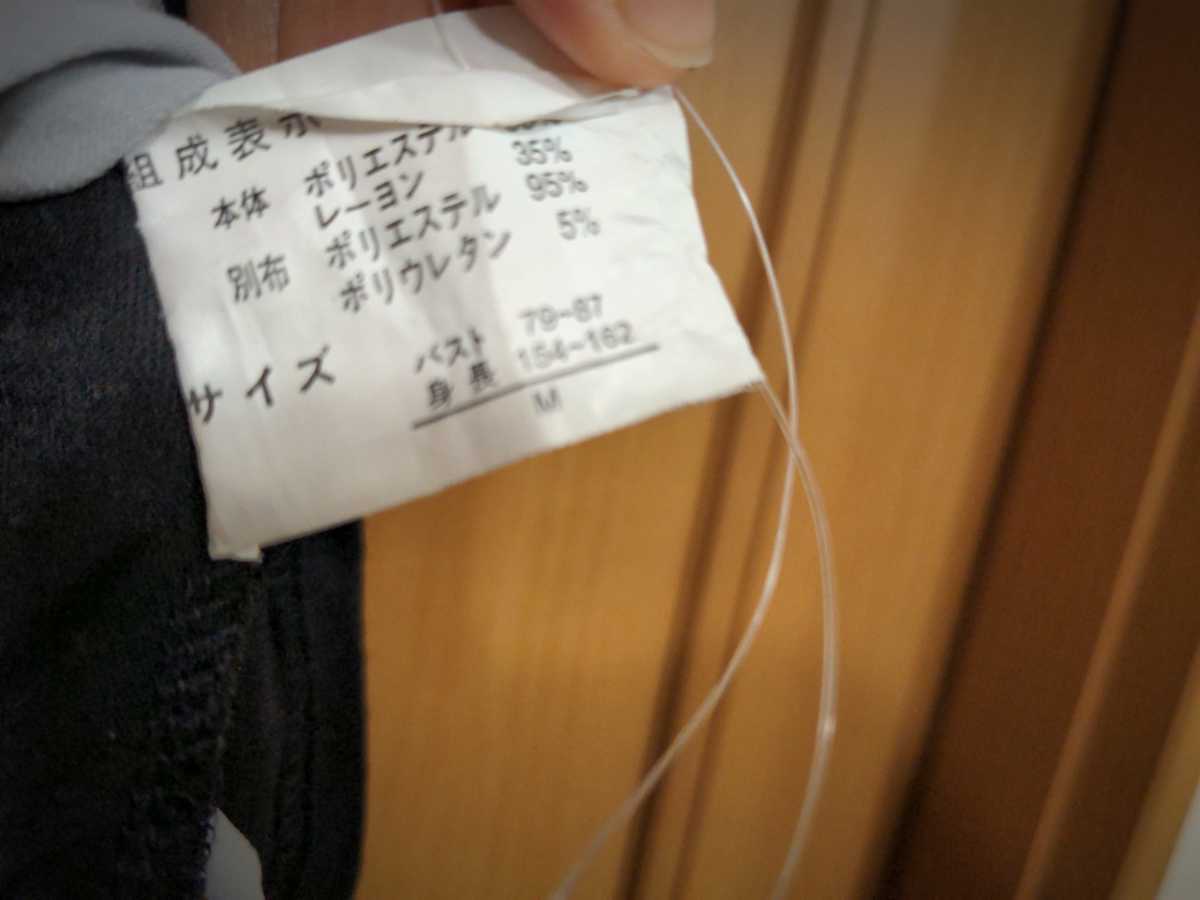 組成表示
本体 ポリエステル
レーヨン 35%
別布 ポリエステル 95%
ポリウレタン 5%
サイズ バスト 79~87
身長 154~162
M